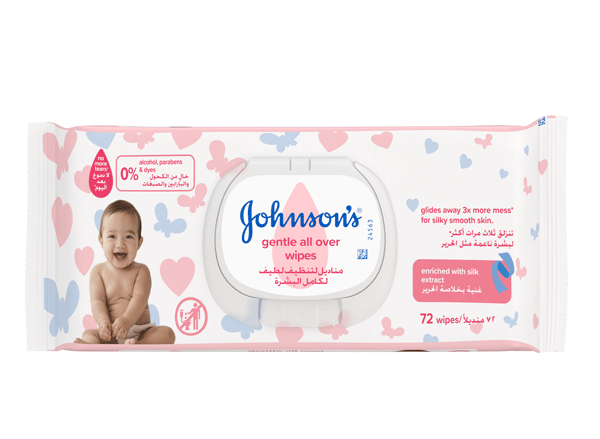 no
more
tears*
لا دموع
بعد
اليوم*
0%
alcohol, parabens
& dyes
خالٍ من الكحول
والبارابين والصبغات
Johnson's®
gentle all over
wipes
مناديل لتنظيف لطيف
لكامل البشرة
24563
glides away 3x more mess*
for silky smooth skin.
تنزلق ثلاث مرات أكثر*
لبشرة ناعمة مثل الحرير
enriched with silk
extract
غنية بخلاصة الحرير
72 wipes/منديلاً ٧٢